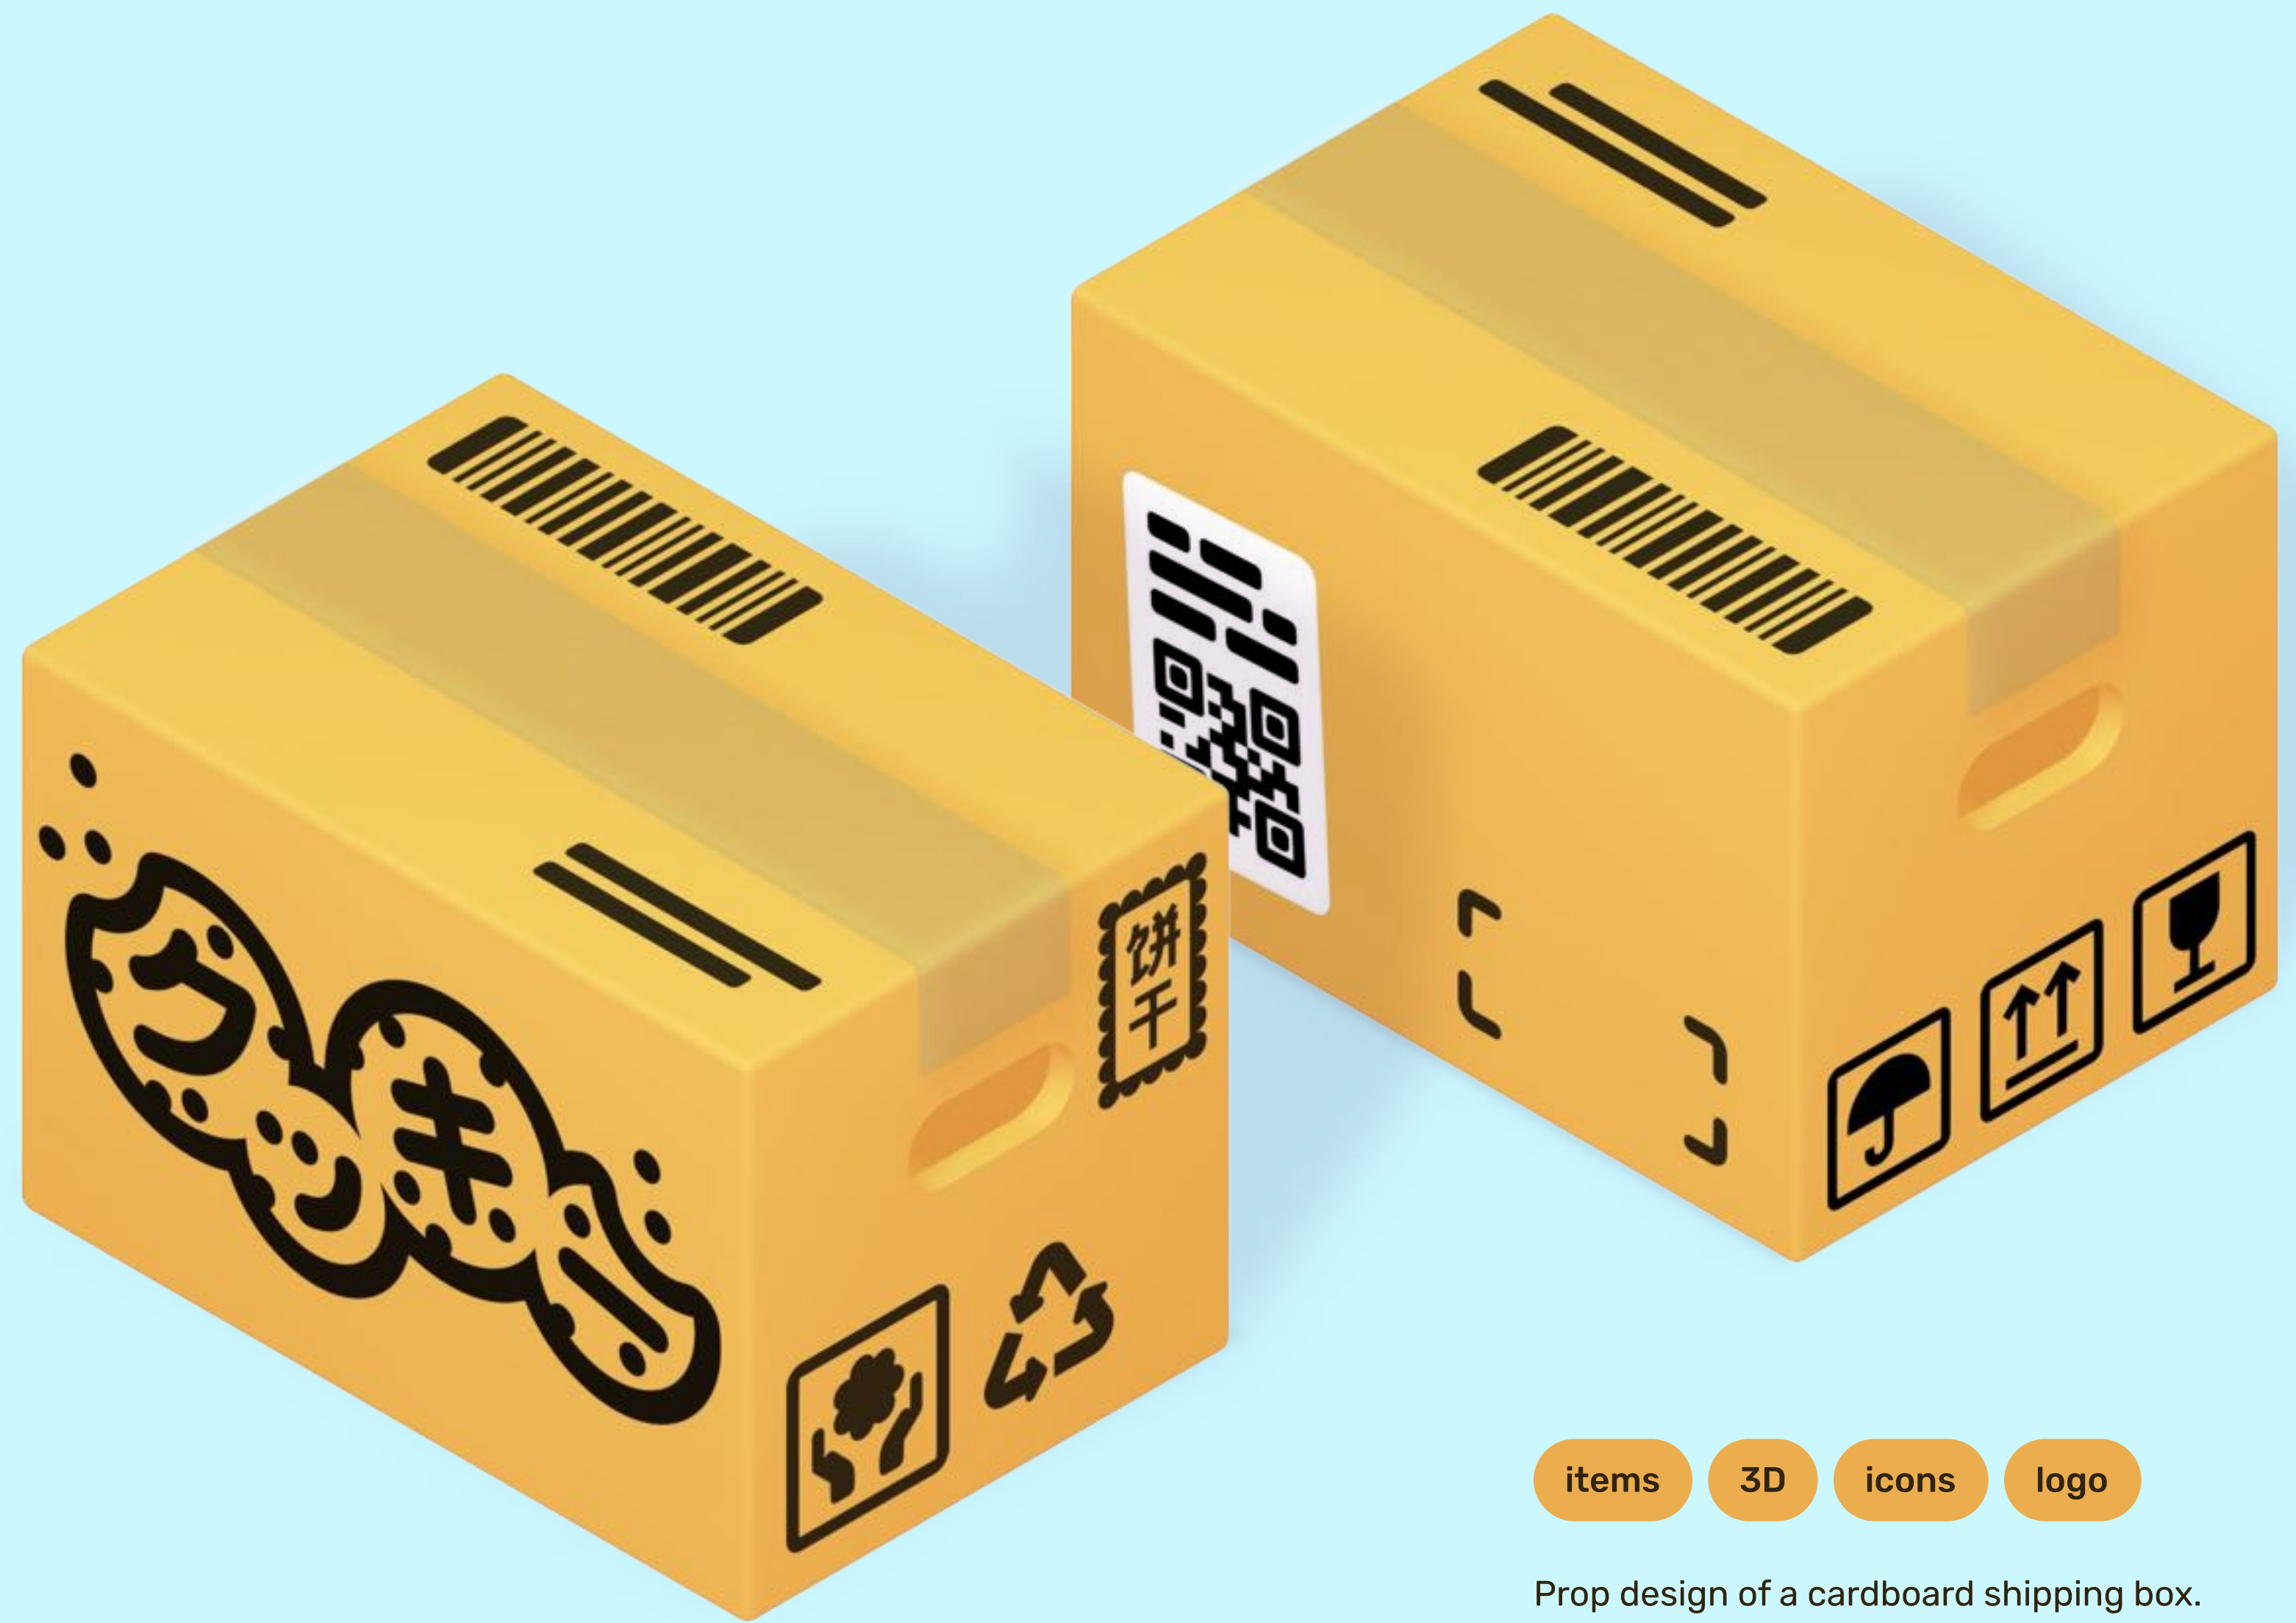 クッキー
饼干
items 3D icons logo
Prop design of a cardboard shipping box.